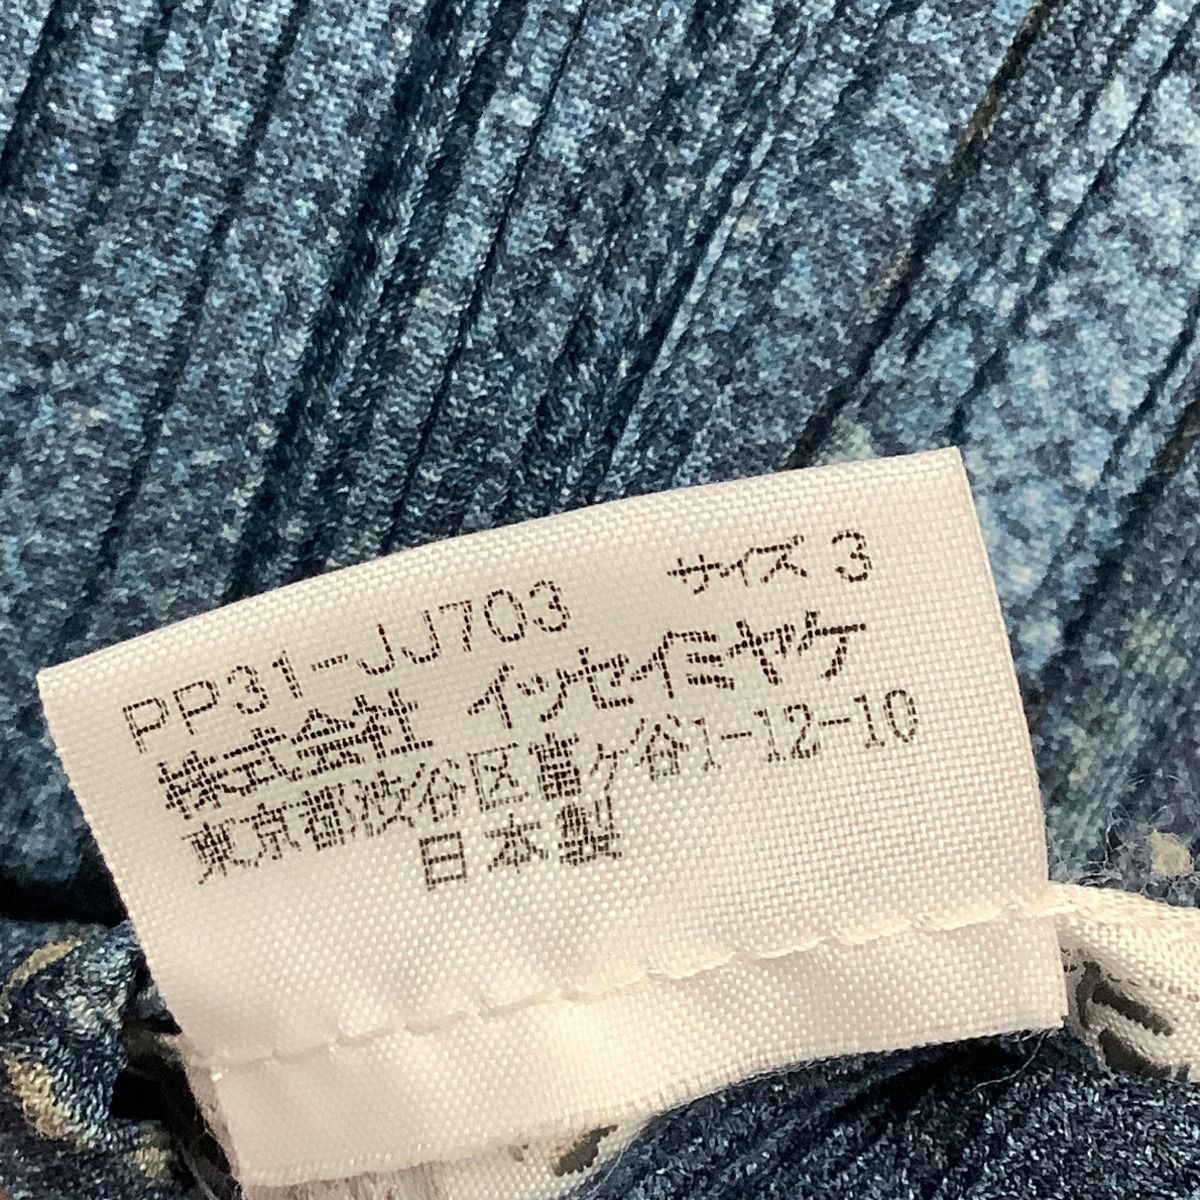 PP31-JJ703 サイズ 3
株式会社 イッセイミヤケ
東京都渋谷区富ヶ谷1-12-10
日本製